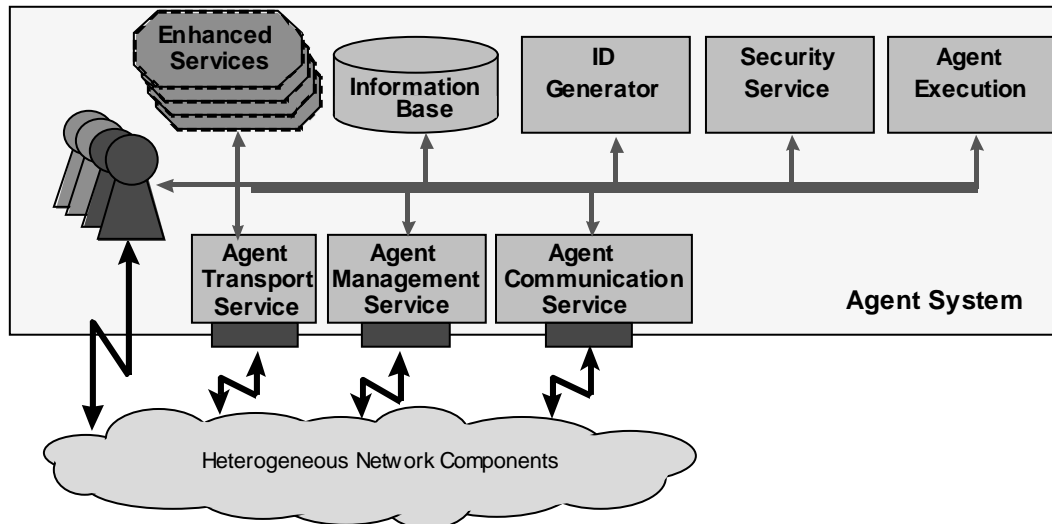 Enhanced
Services
Information
Base
ID
Generator
Security
Service
Agent
Execution
Agent
Transport
Service
Agent
Management
Service
Agent
Communication
Service
Agent System
Heterogeneous Network Components